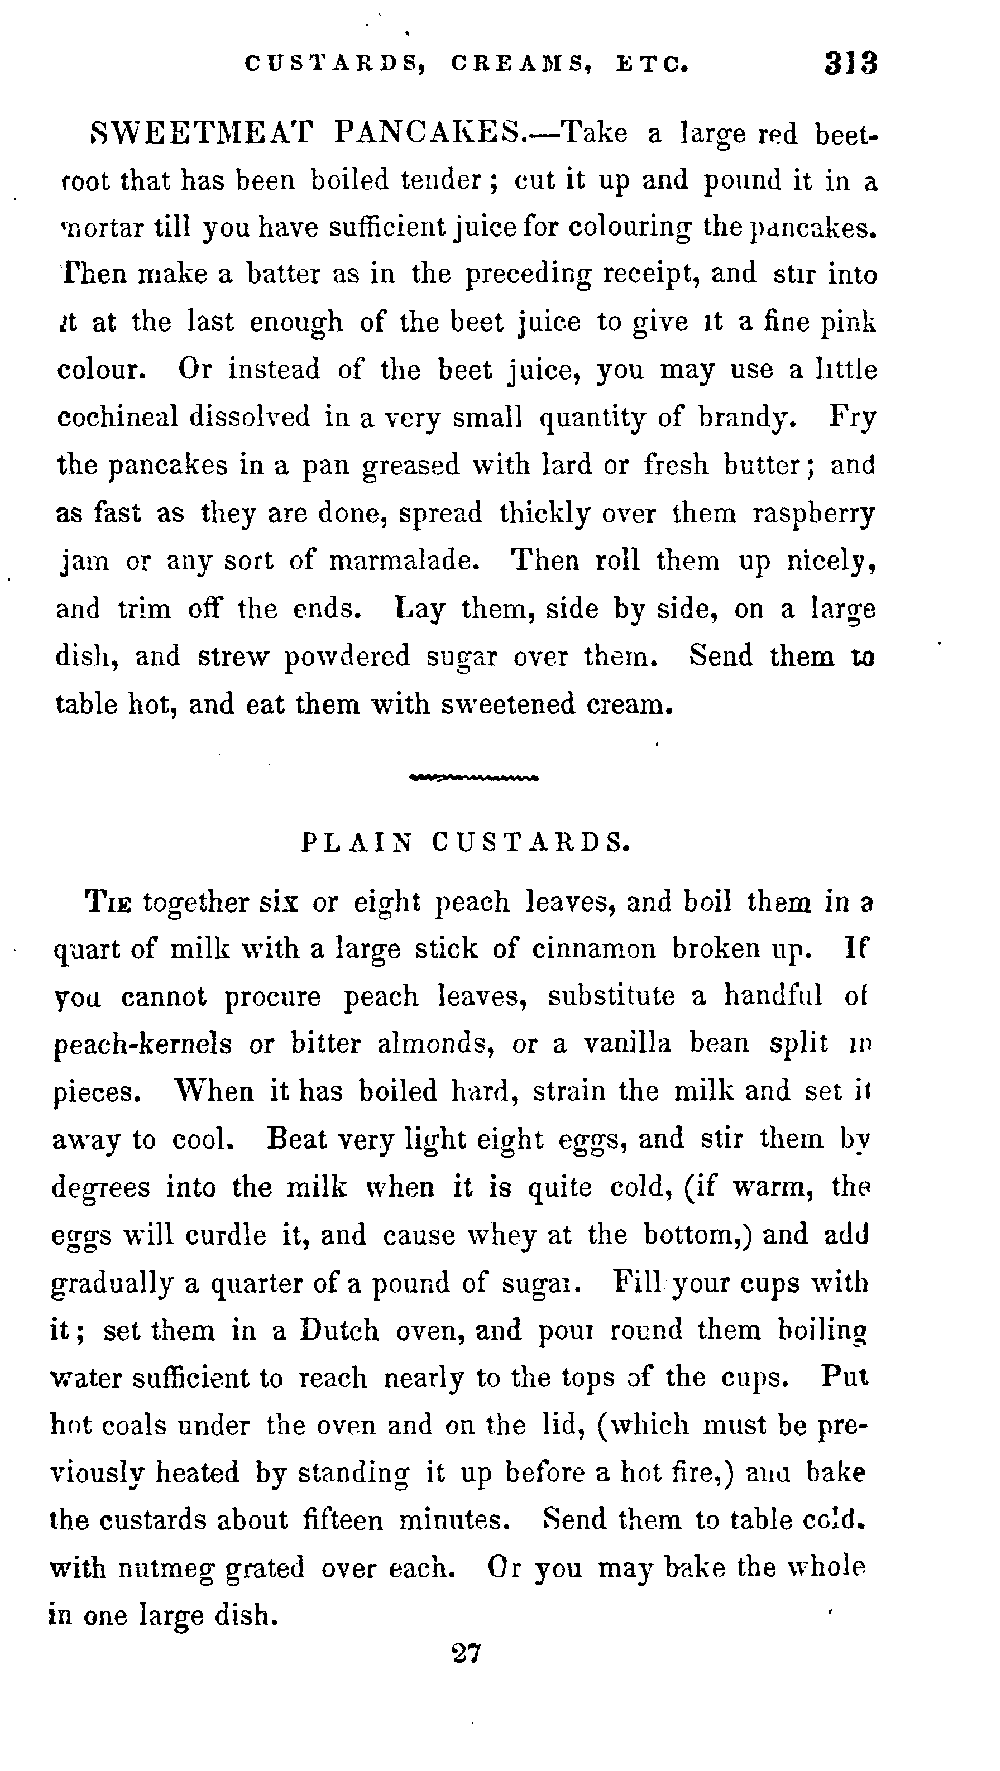 CUSTARDS, CREAMS, ETC. 313
SWEETMEAT PANCAKES.—Take a large red beet-
root that has been boiled tender; cut it up and pound it in a
mortar till you have sufficient juice for colouring the pancakes.
Then make a batter as in the preceding receipt, and stir into
it at the last enough of the beet juice to give it a fine pink
colour. Or instead of the beet juice, you may use a little
cochineal dissolved in a very small quantity of brandy. Fry
the pancakes in a pan greased with lard or fresh butter; and
as fast as they are done, spread thickly over them raspberry
jam or any sort of marmalade. Then roll them up nicely,
and trim off the ends. Lay them, side by side, on a large
dish, and strew powdered sugar over them. Send them to
table hot, and eat them with sweetened cream.
PLAIN CUSTARDS.
TIE together six or eight peach leaves, and boil them in a
quart of milk with a large stick of cinnamon broken up. If
you cannot procure peach leaves, substitute a handful of
peach-kernels or bitter almonds, or a vanilla bean split in
pieces. When it has boiled hard, strain the milk and set it
away to cool. Beat very light eight eggs, and stir them by
degrees into the milk when it is quite cold, (if warm, the
eggs will curdle it, and cause whey at the bottom,) and add
gradually a quarter of a pound of sugar. Fill your cups with
it; set them in a Dutch oven, and pour round them boiling
water sufficient to reach nearly to the tops of the cups. Put
hot coals under the oven and on the lid, (which must be pre-
viously heated by standing it up before a hot fire,) and bake
the custards about fifteen minutes. Send them to table cold.
with nutmeg grated over each. Or you may bake the whole
in one large dish.
27